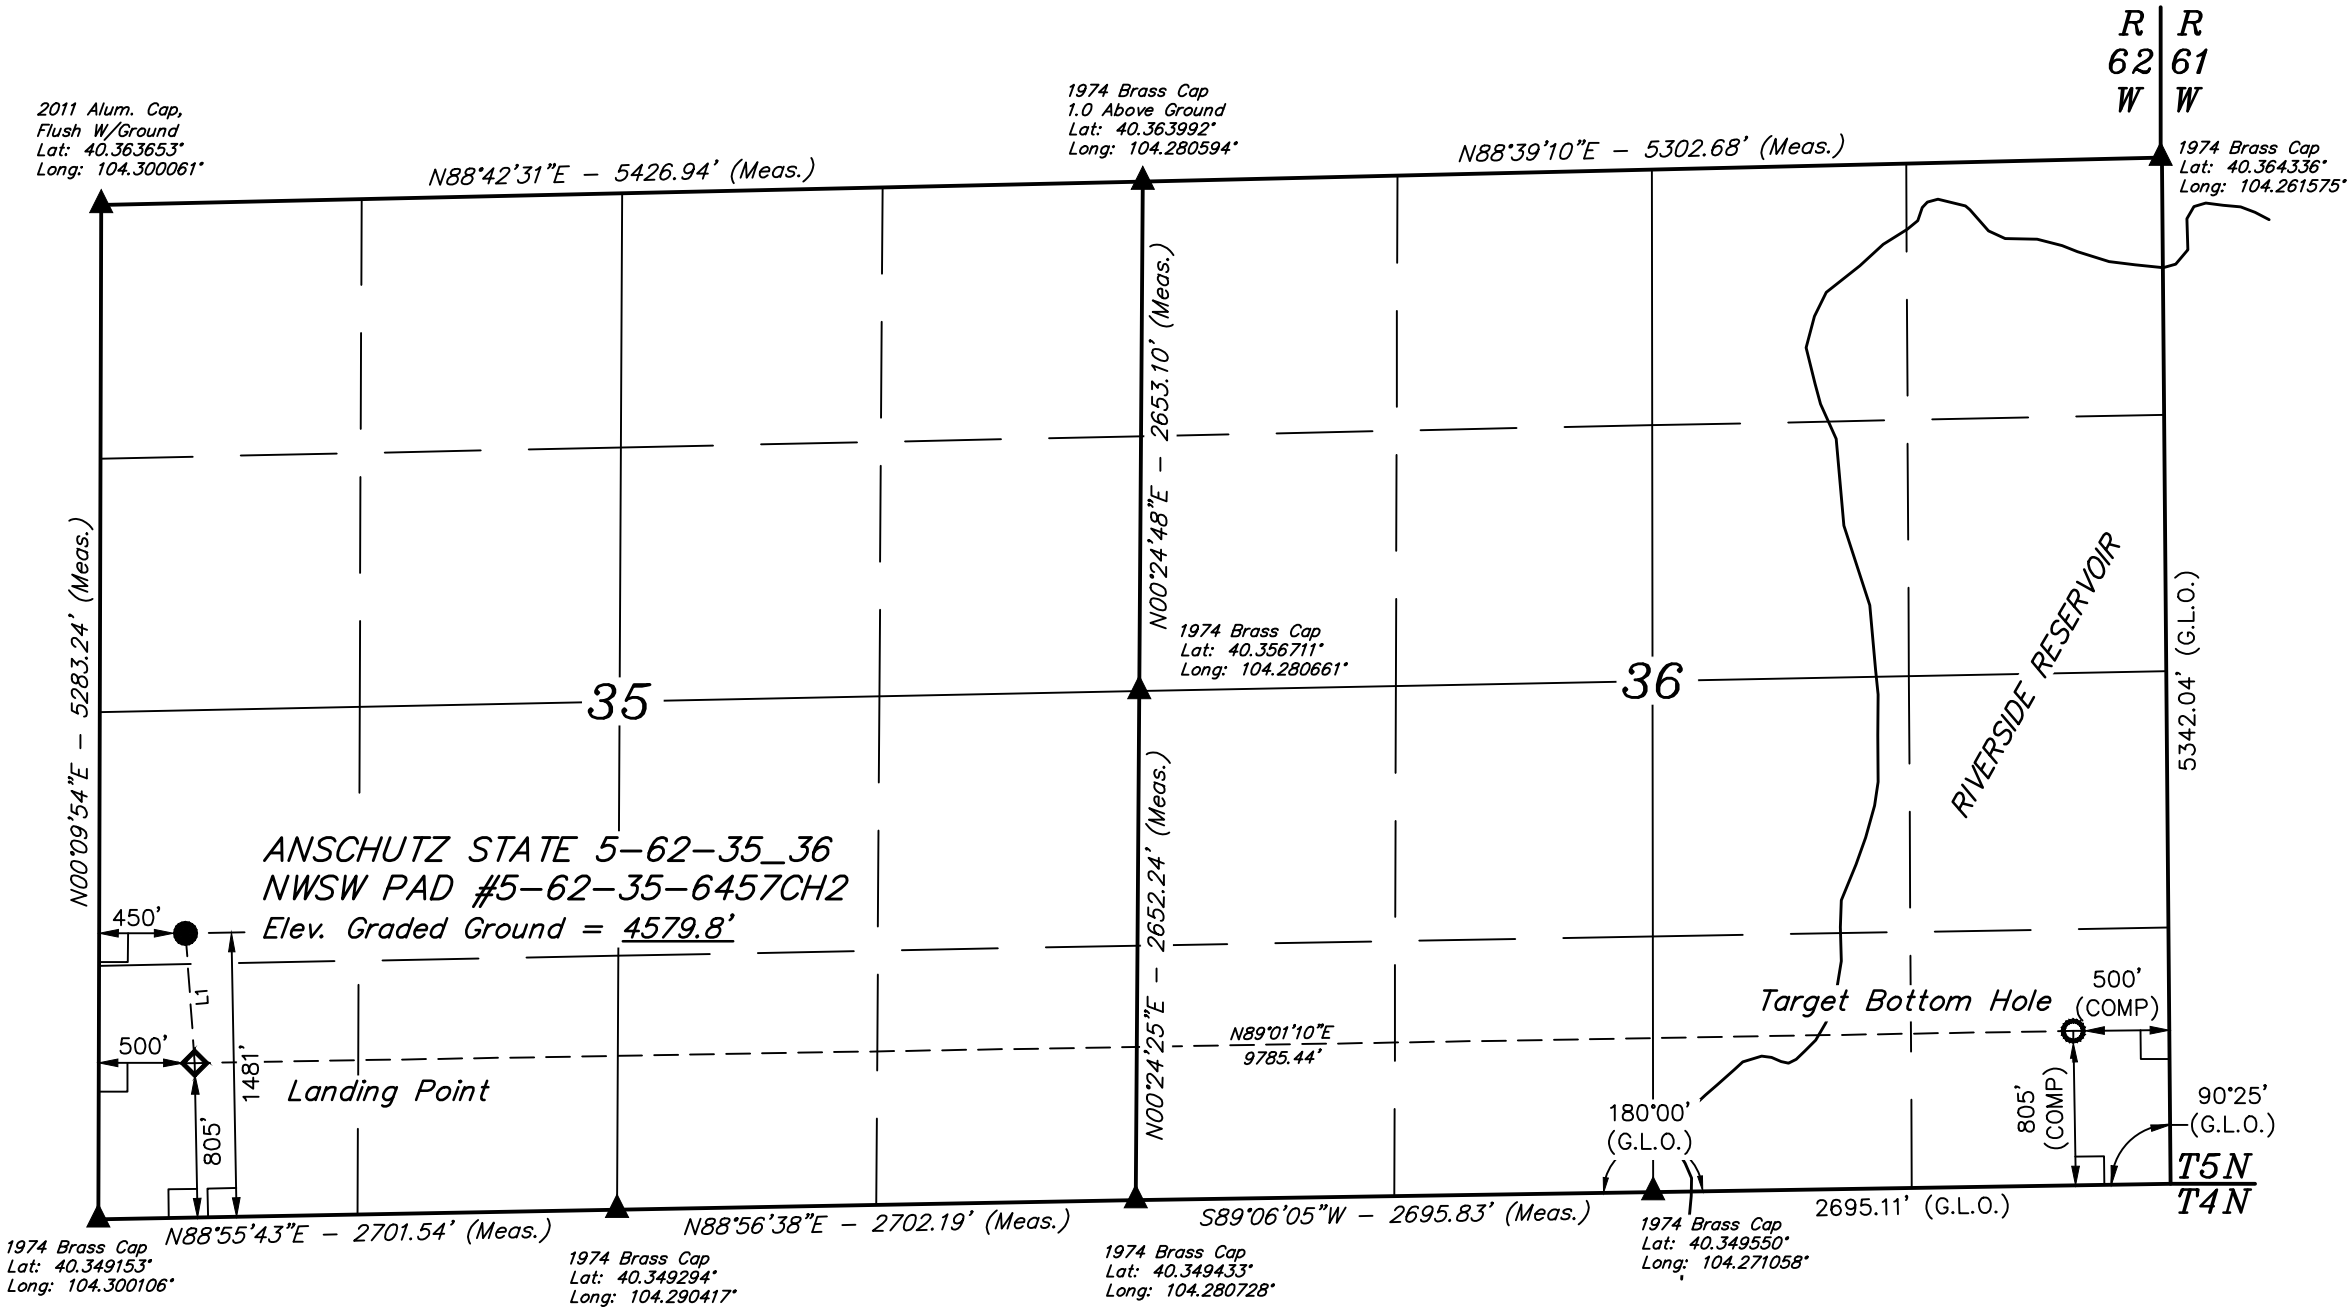 R R
62 61
W W
2011 Alum. Cap,
Flush W/Ground
Lat: 40.363653°
Long: 104.300061°
1974 Brass Cap
1.0 Above Ground
Lat: 40.363992°
Long: 104.280594°
1974 Brass Cap
Lat: 40.364336°
Long: 104.261575°
N88°42'31"E - 5426.94' (Meas.)
N88°39'10"E - 5302.68' (Meas.)
N00°09'54"E - 5283.24' (Meas.)
N00°24'48"E - 2653.10' (Meas.)
1974 Brass Cap
Lat: 40.356711°
Long: 104.280661°
35
36
RIVERSIDE RESERVOIR
5342.04' (G.L.O.)
ANSCHUTZ STATE 5-62-35_36
NWSW PAD #5-62-35-6457CH2
Elev. Graded Ground = 4579.8'
450'
L1
500'
1481'
805'
Landing Point
N00°24'25"E - 2652.24' (Meas.)
N89°01'10"E
9785.44'
Target Bottom Hole
500'
(COMP)
805'
(COMP)
180°00'
(G.L.O.)
90°25'
(G.L.O.)
T5N
T4N
N88°55'43"E - 2701.54' (Meas.)
N88°56'38"E - 2702.19' (Meas.)
S89°06'05"W - 2695.83' (Meas.)
2695.11' (G.L.O.)
1974 Brass Cap
Lat: 40.349153°
Long: 104.300106°
1974 Brass Cap
Lat: 40.349294°
Long: 104.290417°
1974 Brass Cap
Lat: 40.349433°
Long: 104.280728°
1974 Brass Cap
Lat: 40.349550°
Long: 104.271058°